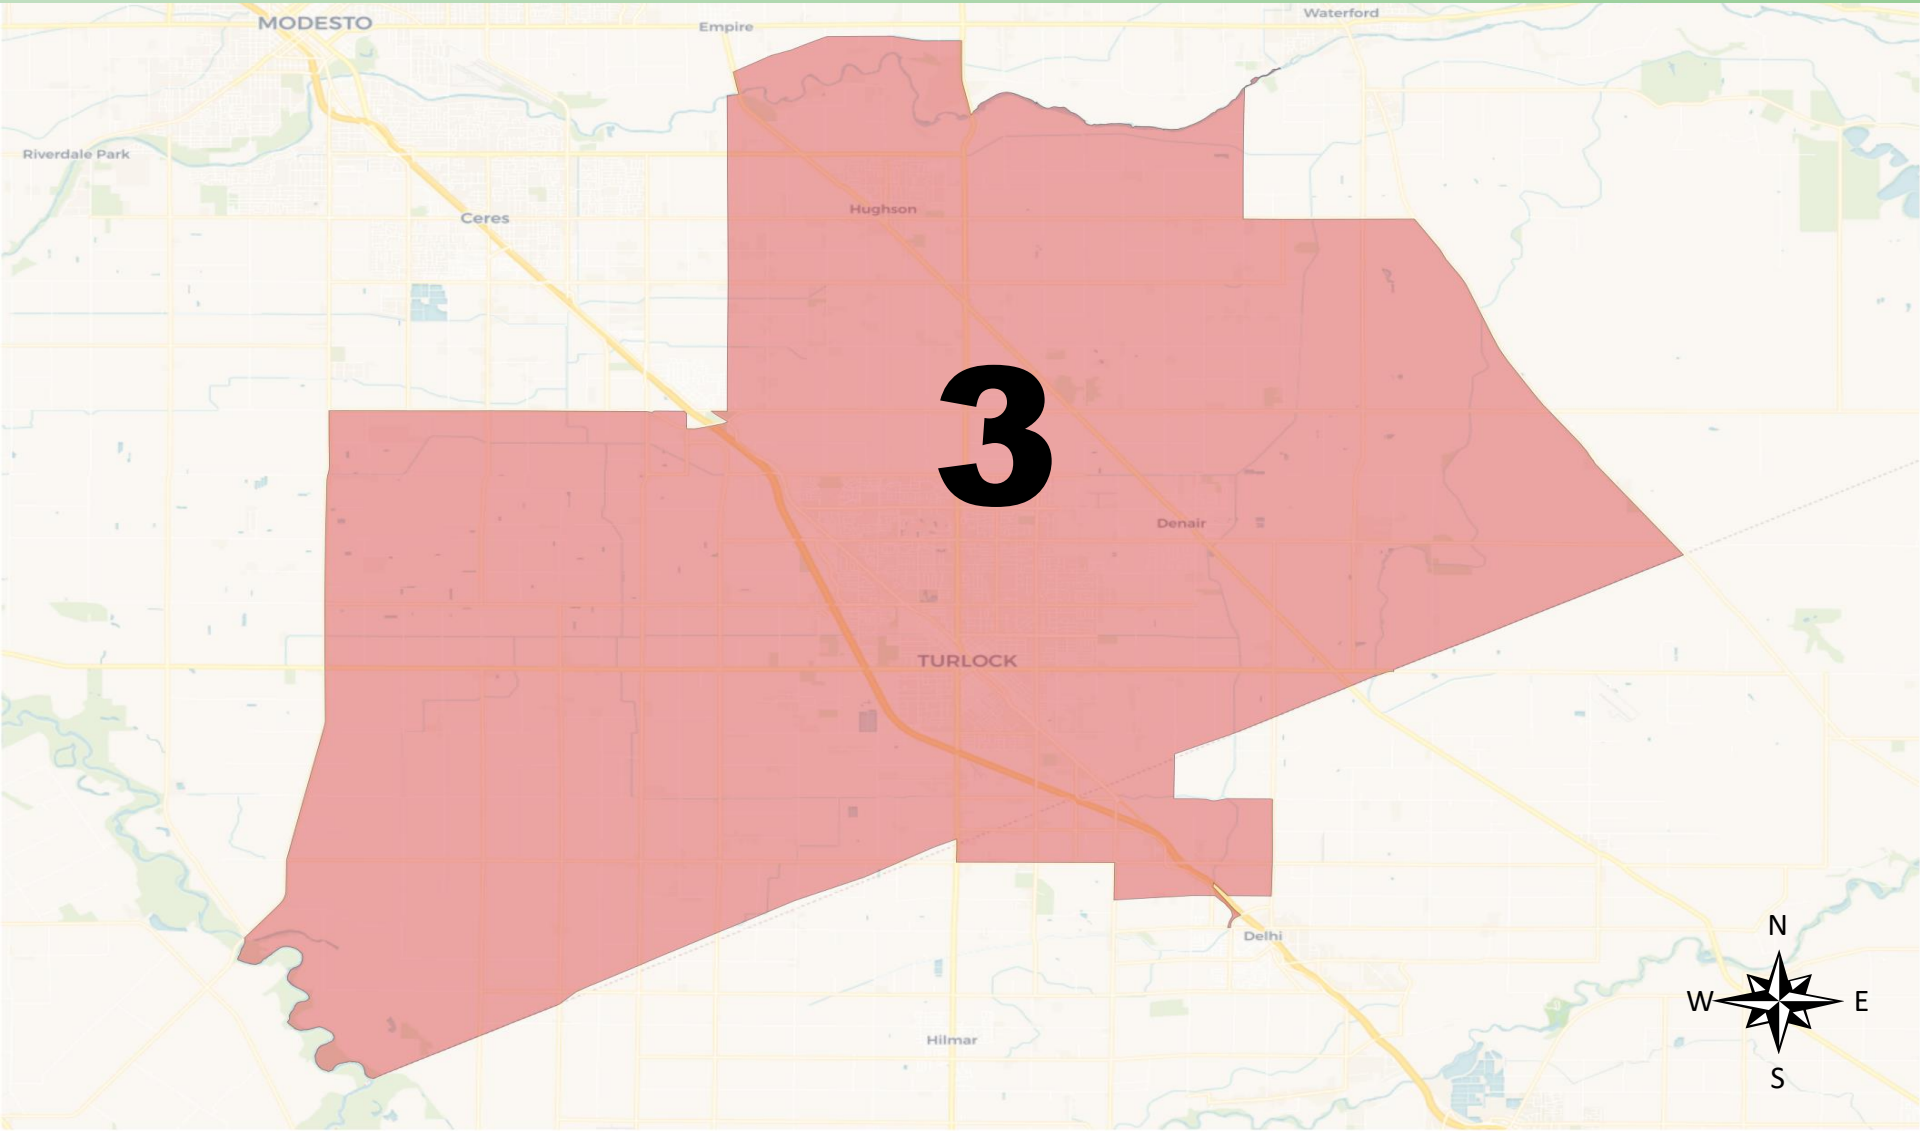 MODESTO
Empire
Waterford
Riverdale Park
Ceres
Hughson
3
Denair
TURLOCK
Delhi
Hilmar
N
W E
S